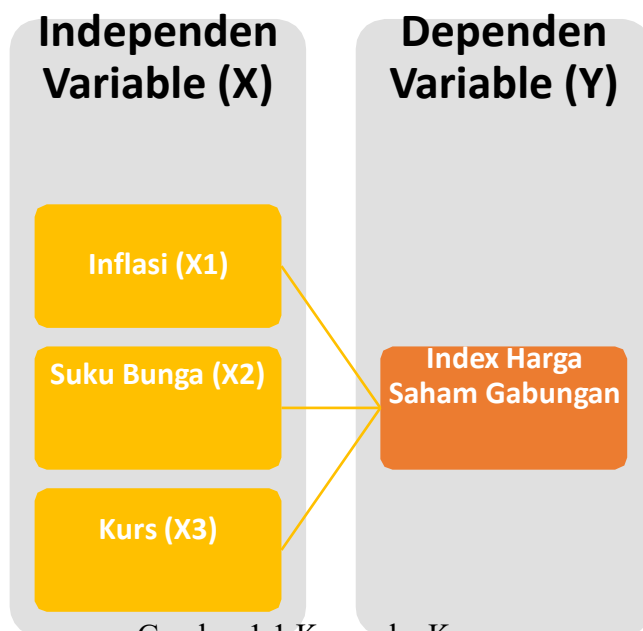 Independen
Variable (X)
Dependen
Variable (Y)
Inflasi (X1)
Suku Bunga (X2)
Kurs (X3)
Index Harga
Saham Gabungan